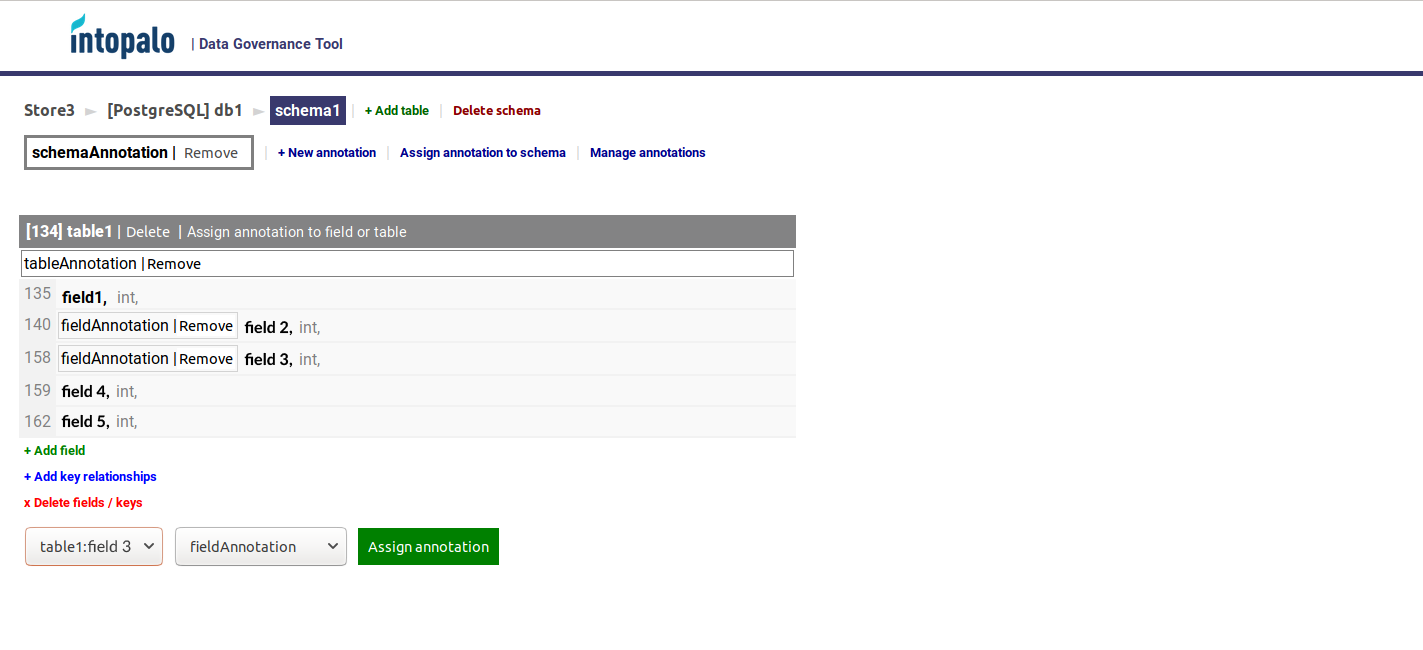 intopalo | Data Governance Tool
Store3 ► [PostgreSQL] db1 ► schema1 | + Add table | Delete schema
schemaAnnotation | Remove | + New annotation | Assign annotation to schema | Manage annotations
[134] table1 | Delete | Assign annotation to field or table
tableAnnotation | Remove
135 field1, int,
140 fieldAnnotation | Remove field 2, int,
158 fieldAnnotation | Remove field 3, int,
159 field 4, int,
162 field 5, int,
+ Add field
+ Add key relationships
x Delete fields / keys
table1:field 3 fieldAnnotation Assign annotation